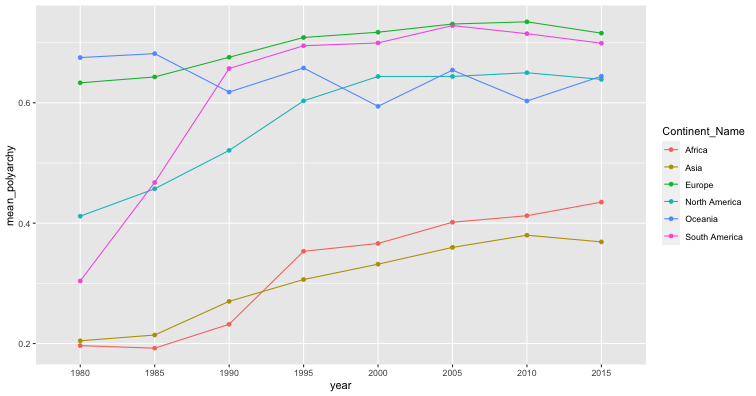 mean_polyarchy
0.6
0.4
0.2
1980 1985 1990 1995 2000 2005 2010 2015
year
Continent_Name
Africa
Asia
Europe
North America
Oceania
South America